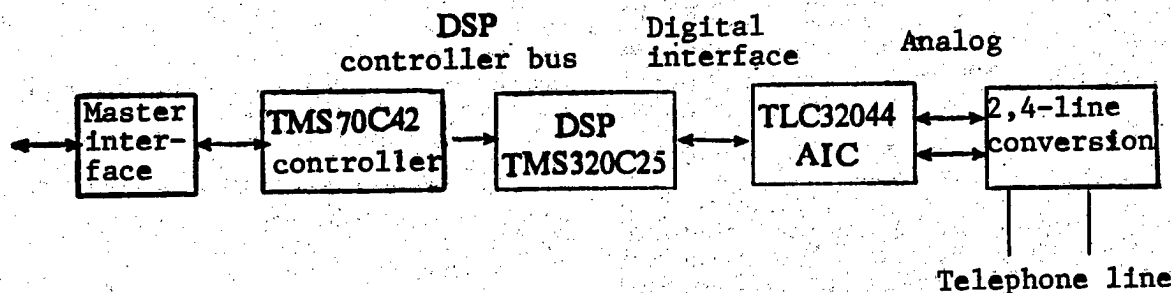 DSP
controller bus
Digital
interface
Analog
Master
inter-
face
TMS70C42
controller
DSP
TMS320C25
TLC32044
AIC
2,4-line
conversion
Telephone line